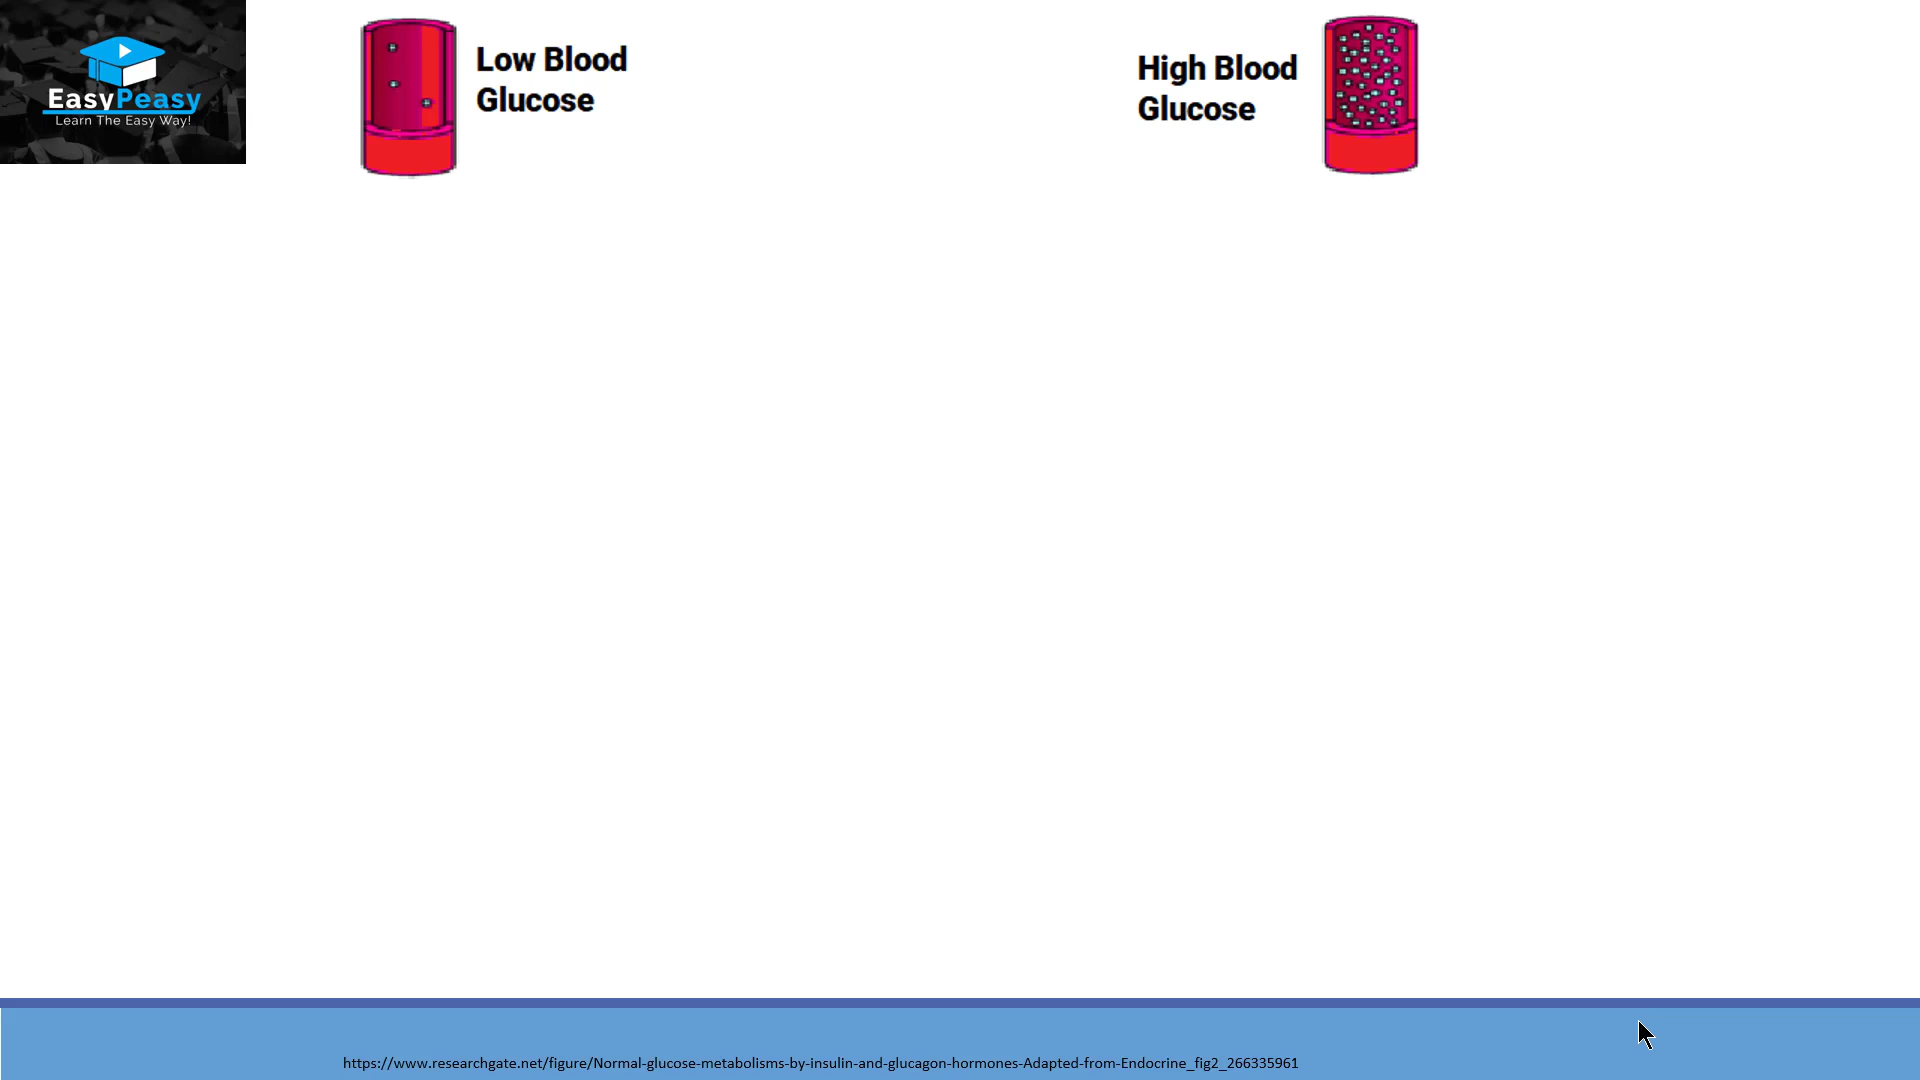 EasyPeasy
Learn The Easy Way!
Low Blood
Glucose
High Blood
Glucose
https://www.researchgate.net/figure/Normal-glucose-metabolisms-by-insulin-and-glucagon-hormones-Adapted-from-Endocrine_fig2_266335961